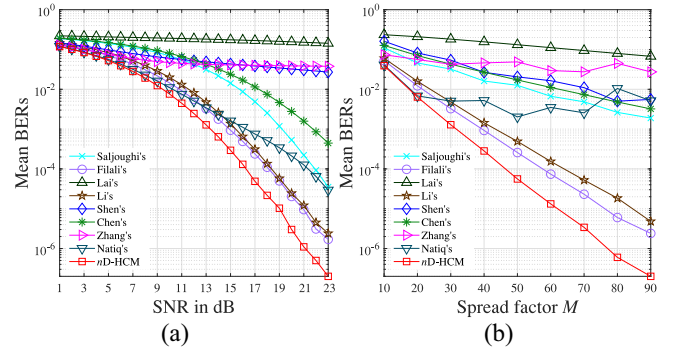 10^0
10^-2
10^-4
10^-6
Mean BERs
Saljoughi's
Filali's
Lai's
Li's
Shen's
Chen's
Zhang's
Natiq's
nD-HCM
1 3 5 7 9 11 13 15 17 19 21 23
SNR in dB
(a)
10^0
10^-2
10^-4
10^-6
Mean BERs
Saljoughi's
Filali's
Lai's
Li's
Shen's
Chen's
Zhang's
Natiq's
nD-HCM
10 20 30 40 50 60 70 80 90
Spread factor M
(b)